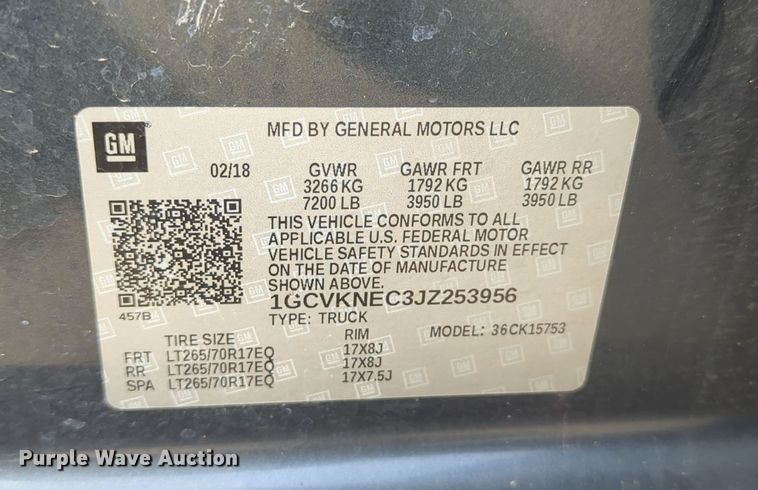 GM
MFD BY GENERAL MOTORS LLC
02/18 GVWR GAWR FRT GAWR RR
3266 KG 1792 KG 1792 KG
7200 LB 3950 LB 3950 LB
THIS VEHICLE CONFORMS TO ALL
APPLICABLE U.S. FEDERAL MOTOR
VEHICLE SAFETY STANDARDS IN EFFECT
ON THE DATE OF MANUFACTURE
SHOWN ABOVE.
1GCVKNEC3JZ253956
457B
TYPE: TRUCK MODEL: 36CK15753
TIRE SIZE RIM
FRT LT265/70R17EQ 17X8J
RR LT265/70R17EQ 17X8J
SPA LT265/70R17EQ 17X7.5J
Purple Wave Auction